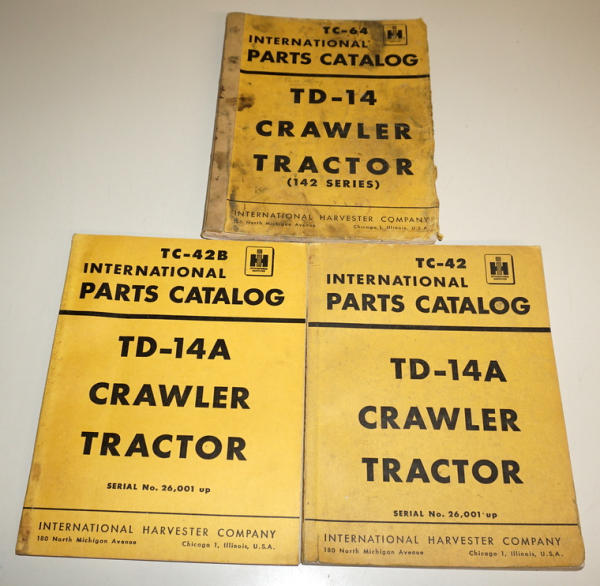 TC-64
INTERNATIONAL
PARTS CATALOG
TD-14
CRAWLER
TRACTOR
(142 SERIES)
INTERNATIONAL HARVESTER COMPANY
180 North Michigan Avenue Chicago 1, Illinois, U.S.A.
TC-42B
INTERNATIONAL
PARTS CATALOG
TD-14A
CRAWLER
TRACTOR
SERIAL No. 26,001 up
INTERNATIONAL HARVESTER COMPANY
180 North Michigan Avenue Chicago 1, Illinois, U.S.A.
TC-42
INTERNATIONAL
PARTS CATALOG
TD-14A
CRAWLER
TRACTOR
SERIAL No. 26,001 up
INTERNATIONAL HARVESTER COMPANY
180 North Michigan Avenue Chicago 1, Illinois, U.S.A.